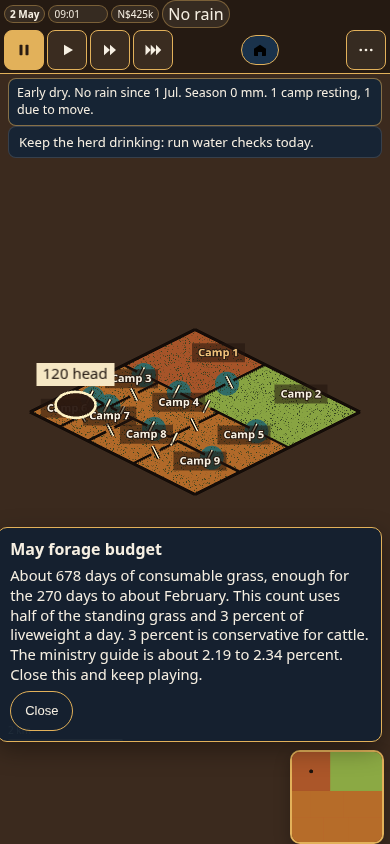 2 May 09:01 N$425k No rain
Early dry. No rain since 1 Jul. Season 0 mm. 1 camp resting, 1
due to move.
Keep the herd drinking: run water checks today.
Camp 1
120 head
Camp 3
Camp 2
Camp 4
Camp 7
Camp 8
Camp 5
Camp 9
May forage budget
About 678 days of consumable grass, enough for
the 270 days to about February. This count uses
half of the standing grass and 3 percent of
liveweight a day. 3 percent is conservative for cattle.
The ministry guide is about 2.19 to 2.34 percent.
Close this and keep playing.
Close